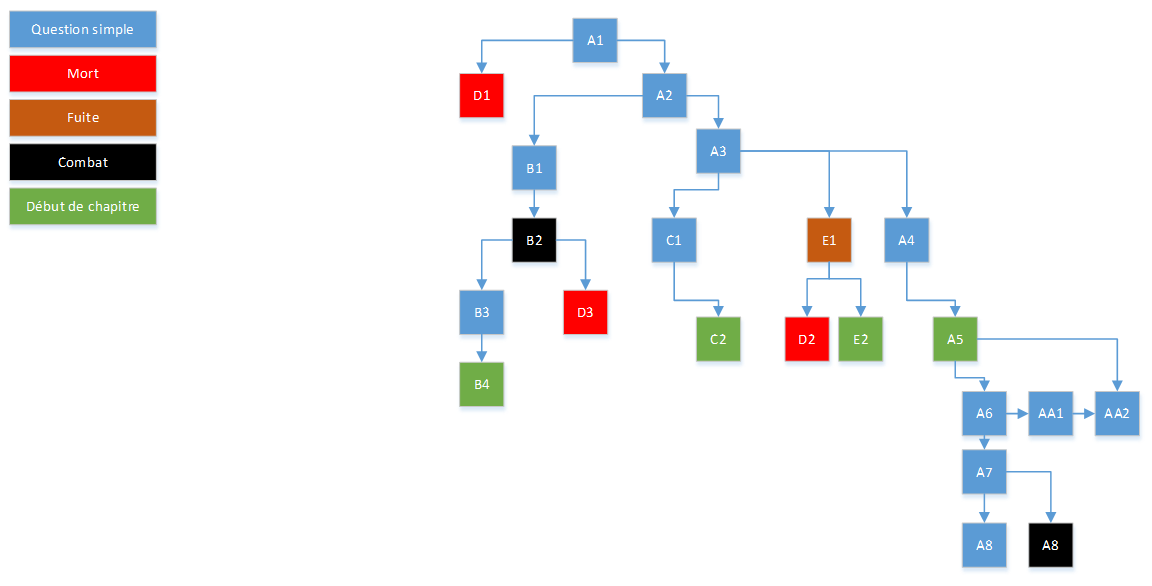 Question simple
Mort
Fuite
Combat
Début de chapitre
A1
D1
A2
A3
B1
B2
C1
E1
A4
B3
D3
C2
D2
E2
A5
B4
A6
AA1
AA2
A7
A8
A8